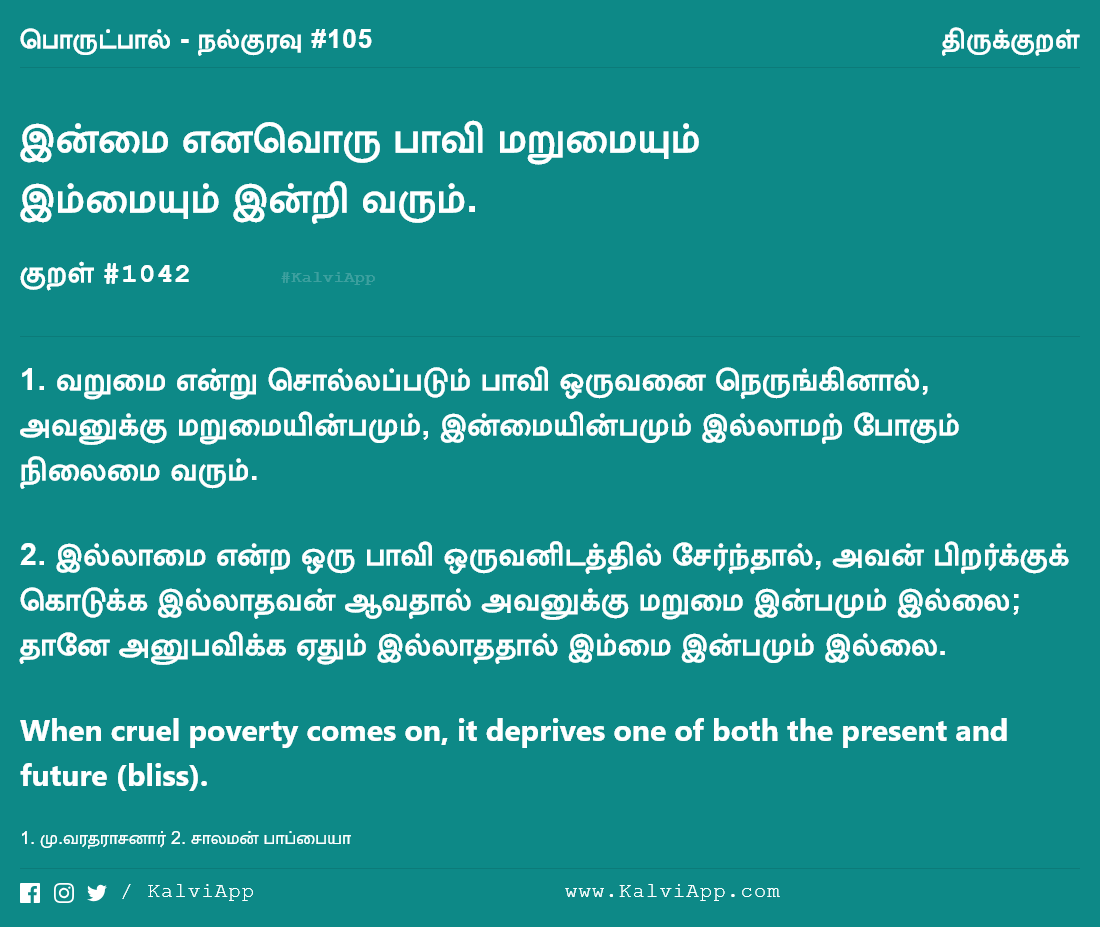 பொருட்பால் - நல்குரவு #105 திருக்குறள்
இன்மை எனவொரு பாவி மறுமையும்
இம்மையும் இன்றி வரும்.
குறள் #1042 #KalviApp
1. வறுமை என்று சொல்லப்படும் பாவி ஒருவனை நெருங்கினால்,
அவனுக்கு மறுமையின்பமும், இன்மையின்பமும் இல்லாமற் போகும்
நிலைமை வரும்.
2. இல்லாமை என்ற ஒரு பாவி ஒருவனிடத்தில் சேர்ந்தால், அவன் பிறர்க்குக்
கொடுக்க இல்லாதவன் ஆவதால் அவனுக்கு மறுமை இன்பமும் இல்லை;
தானே அனுபவிக்க ஏதும் இல்லாததால் இம்மை இன்பமும் இல்லை.
When cruel poverty comes on, it deprives one of both the present and
future (bliss).
1. மு.வரதராசனார் 2. சாலமன் பாப்பையா
/ KalviApp www.KalviApp.com